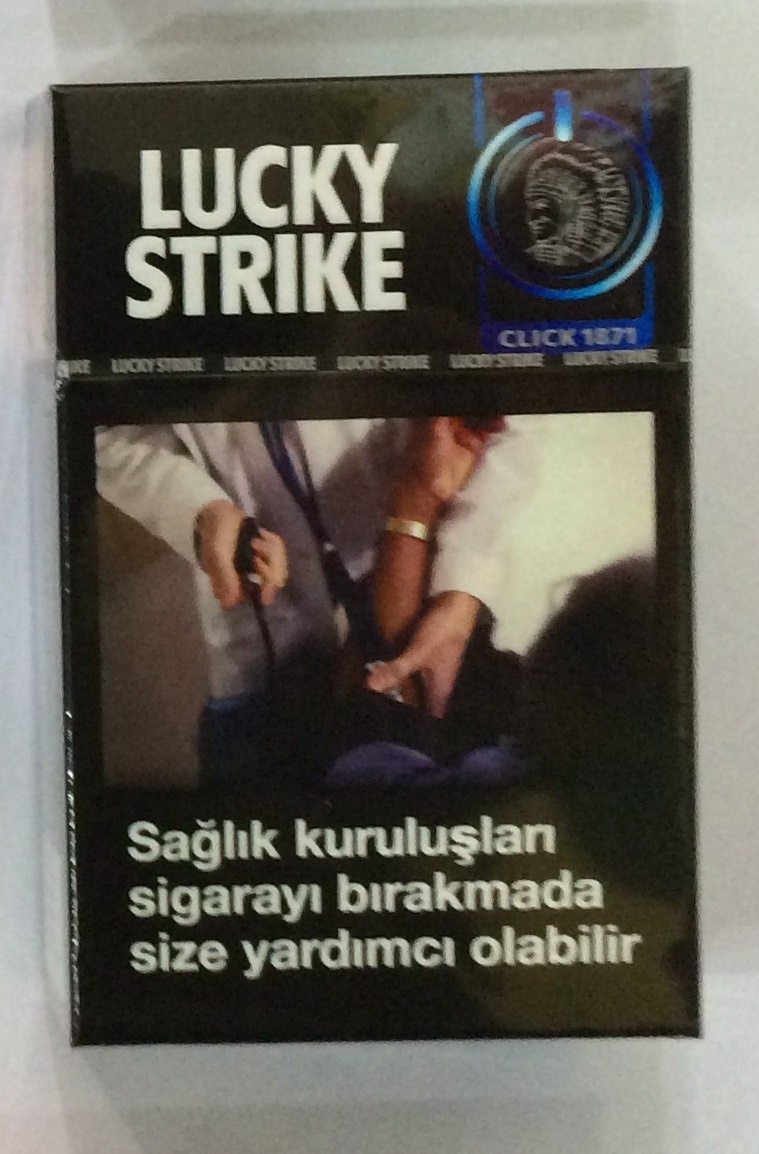 LUCKY
STRIKE
CLICK 1871
LUCKY STRIKE LUCKY STRIKE LUCKY STRIKE LUCKY STRIKE LUCKY STRIKE
Sağlık kuruluşları
sigarayı bırakmada
size yardımcı olabilir